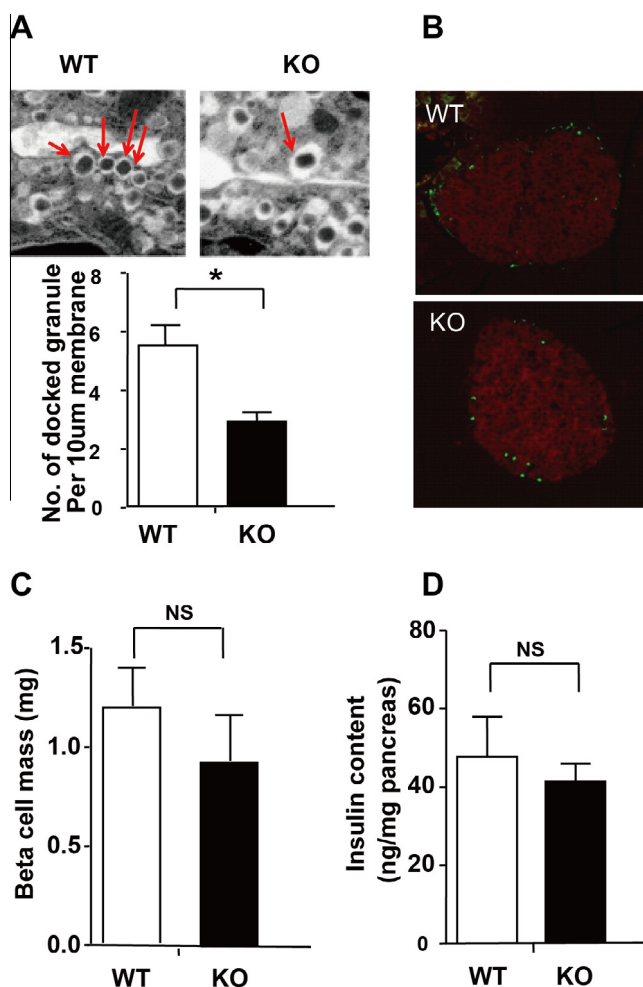 A
WT
KO
No. of docked granule
Per 10um membrane
8
6
4
2
0
*
WT
KO
B
WT
KO
C
Beta cell mass (mg)
1.5
1.0
0.5
0.0
NS
WT
KO
D
Insulin content
(ng/mg pancreas)
80
60
40
20
0
NS
WT
KO